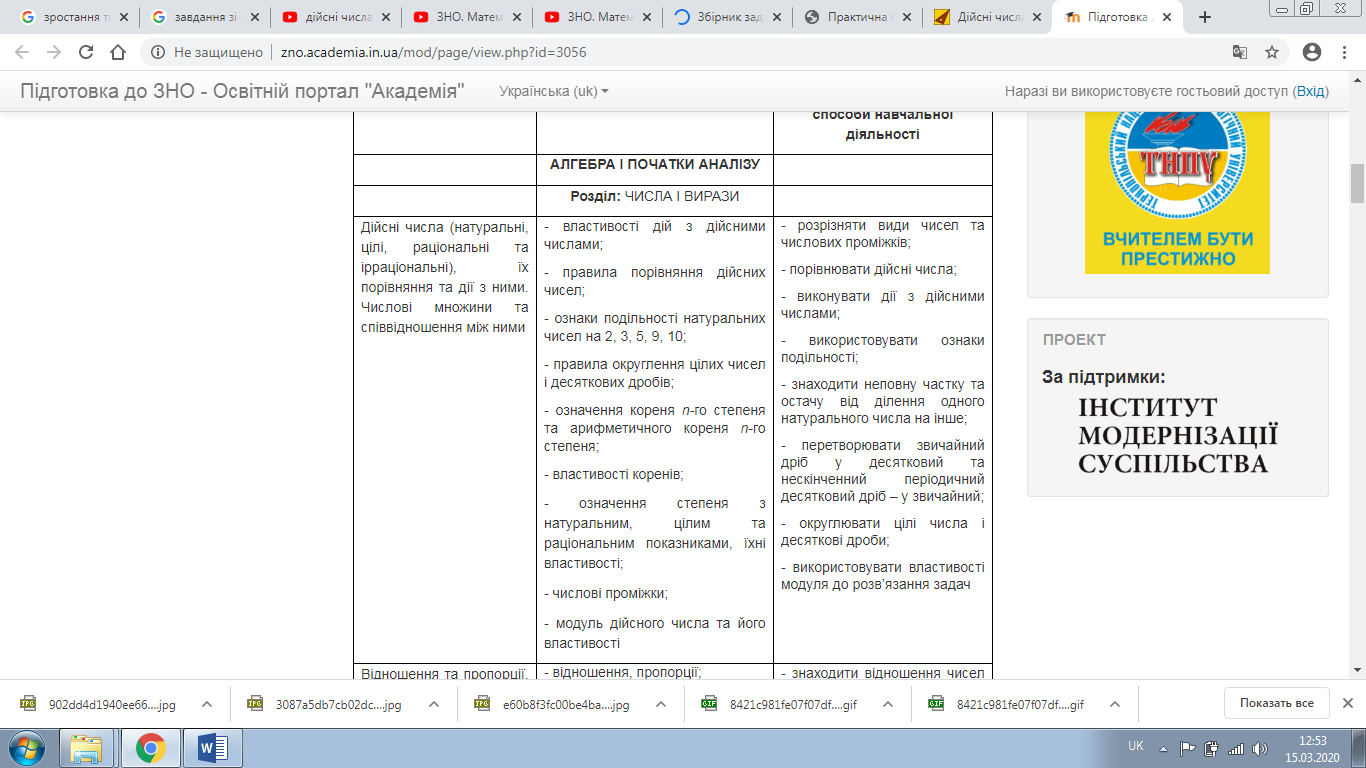 зростання та
завдання зі
дійсні числа
ЗНО. Матем
ЗНО. Матем
Збірник зад
Практична
Дійсні числа
Підготовка
Не защищено | zno.academia.in.ua/mod/page/view.php?id=3056
Підготовка до ЗНО - Освітній портал "Академія"
Українська (uk)
Наразі ви використовуєте гостьовий доступ (Вхід)
способи навчальної
діяльності
АЛГЕБРА І ПОЧАТКИ АНАЛІЗУ
Розділ: ЧИСЛА І ВИРАЗИ
Дійсні числа (натуральні,
цілі, раціональні та
ірраціональні), їх
порівняння та дії з ними.
Числові множини та
співвідношення між ними
- властивості дій з дійсними
числами;
- правила порівняння дійсних
чисел;
- ознаки подільності натуральних
чисел на 2, 3, 5, 9, 10;
- правила округлення цілих чисел
і десяткових дробів;
- означення кореня n-го степеня
та арифметичного кореня n-го
степеня;
- властивості коренів;
- означення степеня з
натуральним, цілим та
раціональним показниками, їхні
властивості;
- числові проміжки;
- модуль дійсного числа та його
властивості
- розрізняти види чисел та
числових проміжків;
- порівнювати дійсні числа;
- виконувати дії з дійсними
числами;
- використовувати ознаки
подільності;
- знаходити неповну частку та
остачу від ділення одного
натурального числа на інше;
- перетворювати звичайний
дріб у десятковий та
нескінченний періодичний
десятковий дріб – у звичайний;
- округлювати цілі числа і
десяткові дроби;
- використовувати властивості
модуля до розв’язання задач
Відношення та пропорції.
- відношення, пропорції;
- знаходити відношення чисел
ТНПУ
ВЧИТЕЛЕМ БУТИ
ПРЕСТИЖНО
ПРОЕКТ
За підтримки:
ІНСТИТУТ
МОДЕРНІЗАЦІЇ
СУСПІЛЬСТВА
902dd4d1940ee66....jpg
3087a5db7cb02dc....jpg
e60b8f3fc00be4ba....jpg
8421c981fe07f07df....gif
8421c981fe07f07df....gif
Показать все
UK
12:53
15.03.2020